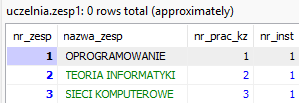 uczelnia.zesp1: 0 rows total (approximately)
nr_zesp nazwa_zesp nr_prac_kz nr_inst
1 OPROGRAMOWANIE 1 1
2 TEORIA INFORMATYKI 2 1
3 SIECI KOMPUTEROWE 3 1